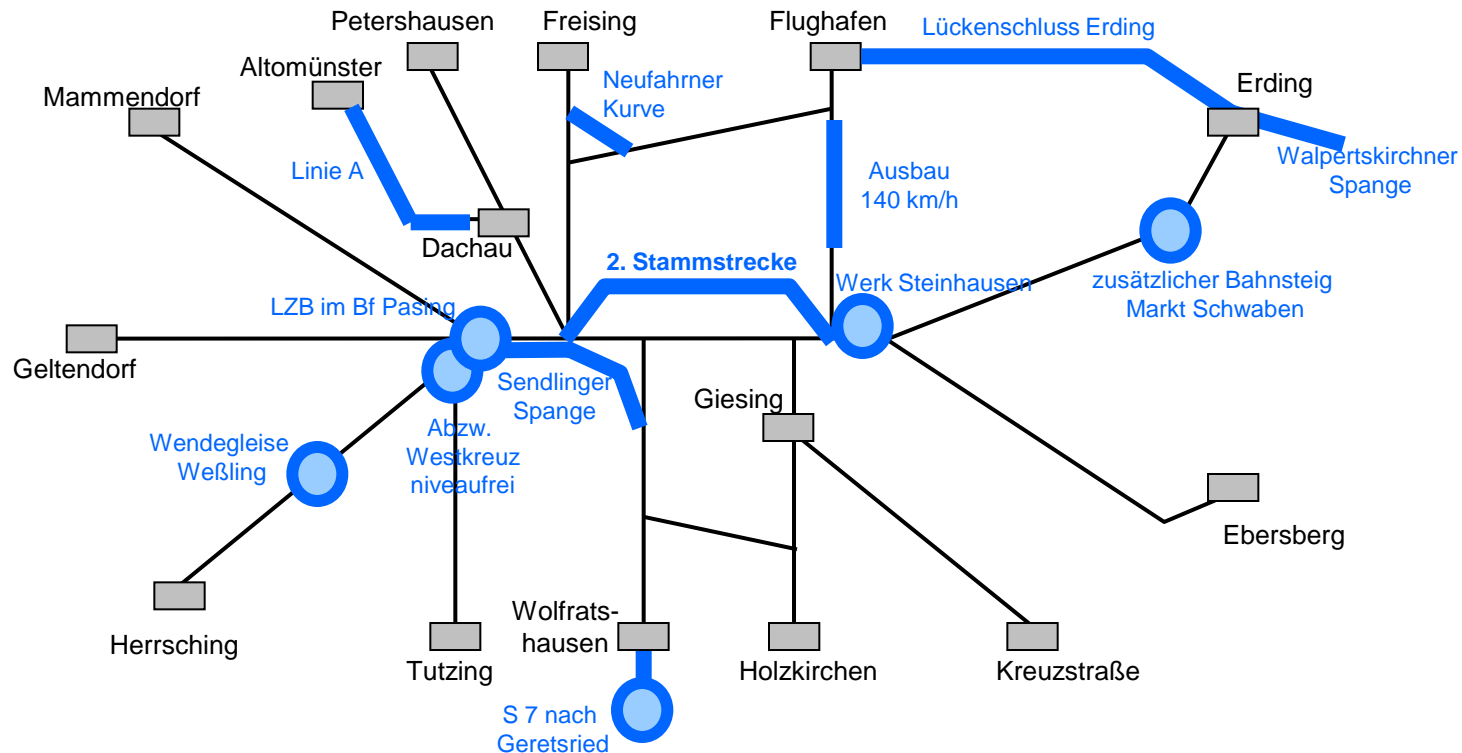 Petershausen
Freising
Flughafen
Lückenschluss Erding
Altomünster
Neufahrner
Kurve
Erding
Mammendorf
Linie A
Ausbau
140 km/h
Walpertskirchner
Spange
Dachau
2. Stammstrecke
LZB im Bf Pasing
Werk Steinhausen
zusätzlicher Bahnsteig
Markt Schwaben
Geltendorf
Sendlinger
Spange
Giesing
Wendegleise
Weßling
Abzw.
Westkreuz
niveaufrei
Ebersberg
Herrsching
Tutzing
Wolfrats-
hausen
Holzkirchen
Kreuzstraße
S 7 nach
Geretsried